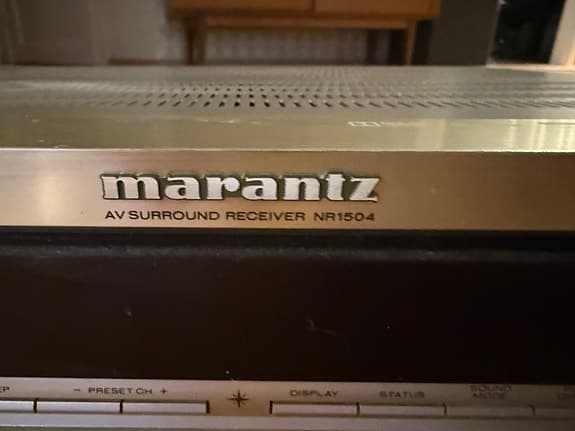 marantz
AV SURROUND RECEIVER NR1504
- PRESET CH. +
DISPLAY
STATUS
SOUND
MODE